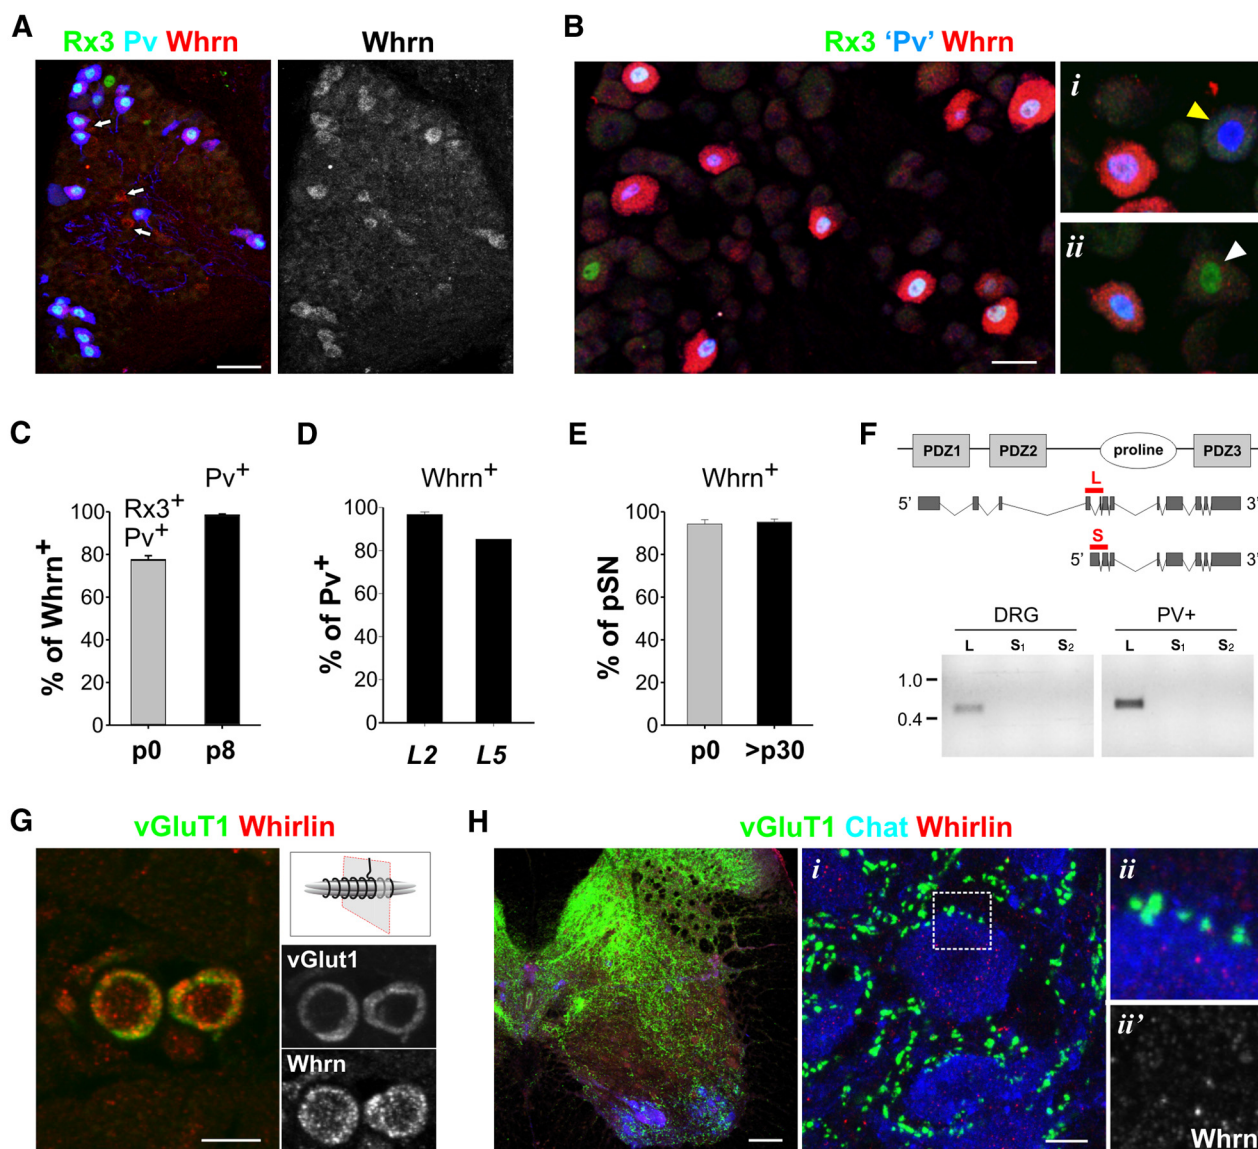 A
Rx3 Pv Whrn
Whrn
B
Rx3 ‘Pv’ Whrn
i
ii
C
Pv+
Rx3+
Pv+
% of Whrn+
100
80
60
40
20
0
p0 p8
D
Whrn+
% of Pv+
100
80
60
40
20
0
L2 L5
E
Whrn+
% of pSN
100
80
60
40
20
0
p0 >p30
F
PDZ1 PDZ2 proline PDZ3
L
5' 3'
S
5' 3'
DRG PV+
L S1 S2 L S1 S2
1.0
0.4
G
vGluT1 Whirlin
vGlut1
Whrn
H
vGluT1 Chat Whirlin
i
ii
ii'
Whrn